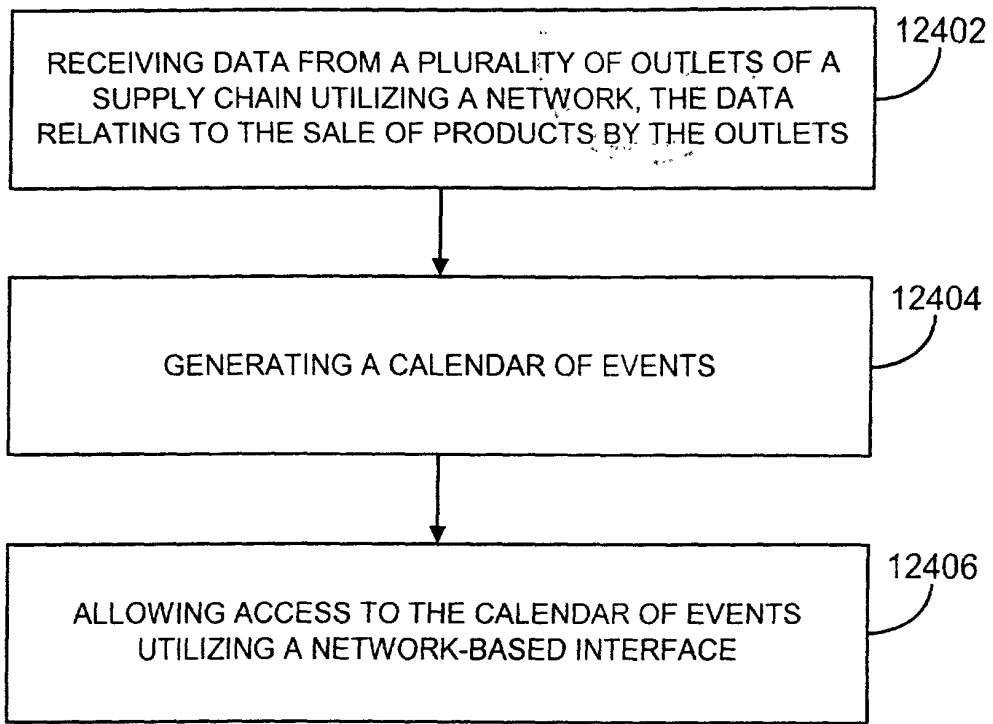 12402
RECEIVING DATA FROM A PLURALITY OF OUTLETS OF A
SUPPLY CHAIN UTILIZING A NETWORK, THE DATA
RELATING TO THE SALE OF PRODUCTS BY THE OUTLETS
12404
GENERATING A CALENDAR OF EVENTS
12406
ALLOWING ACCESS TO THE CALENDAR OF EVENTS
UTILIZING A NETWORK-BASED INTERFACE